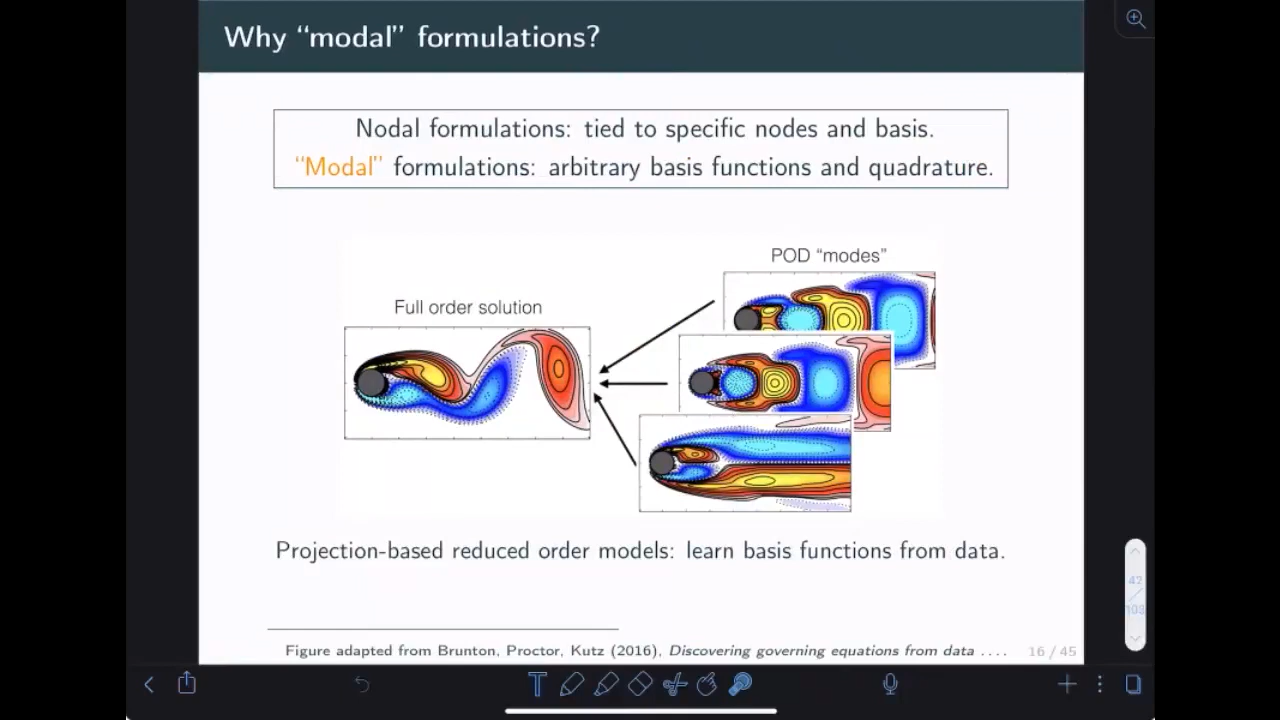 Why “modal” formulations?
Nodal formulations: tied to specific nodes and basis.
“Modal” formulations: arbitrary basis functions and quadrature.
POD “modes”
Full order solution
Projection-based reduced order models: learn basis functions from data.
Figure adapted from Brunton, Proctor, Kutz (2016), Discovering governing equations from data ....
16 / 45
42
/
103